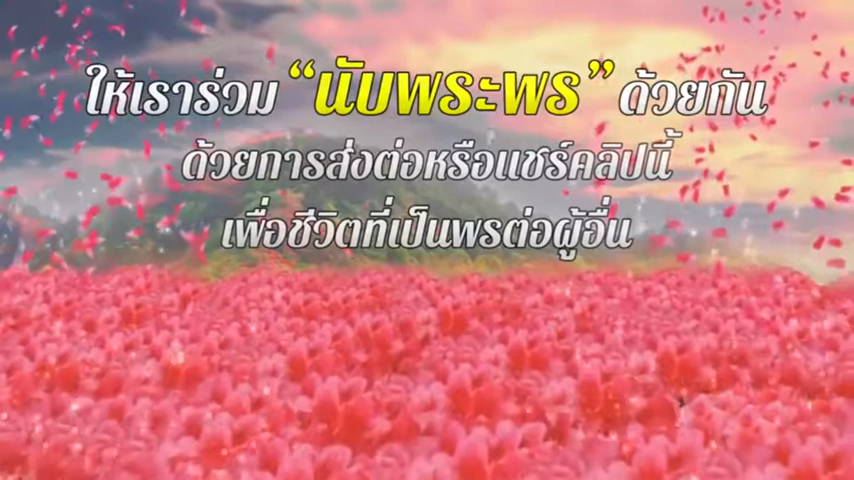 ให้เราร่วม “นับพระพร” ด้วยกัน
ด้วยการส่งต่อหรือแชร์คลิปนี้
เพื่อชีวิตที่เป็นพรต่อผู้อื่น